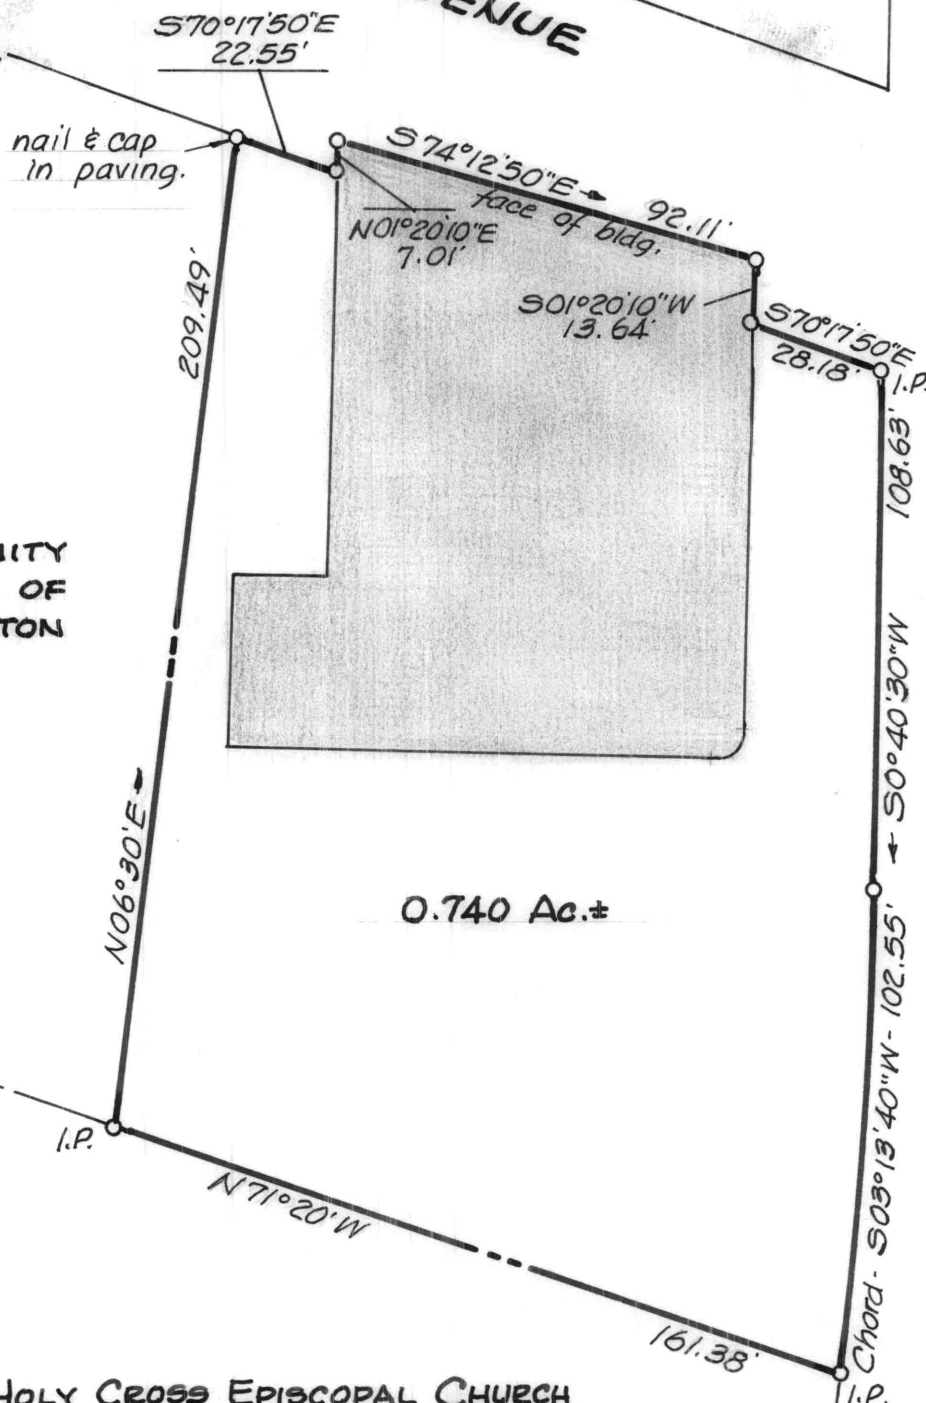 S70°17'50"E
22.55'
ENUE
nail & cap
in paving.
S74°12'50"E
92.11'
face of bldg.
N01°20'10"E
7.01'
S01°20'10"W
13.64'
S70°17'50"E
28.18'
I.P.
209.49'
108.63'
NITY
OF
TON
S0°40'30"W
N06°30'E
0.740 Ac.±
Chord - S03°13'40"W - 102.55'
I.P.
N71°20'W
161.38'
I.P.
HOLY CROSS EPISCOPAL CHURCH